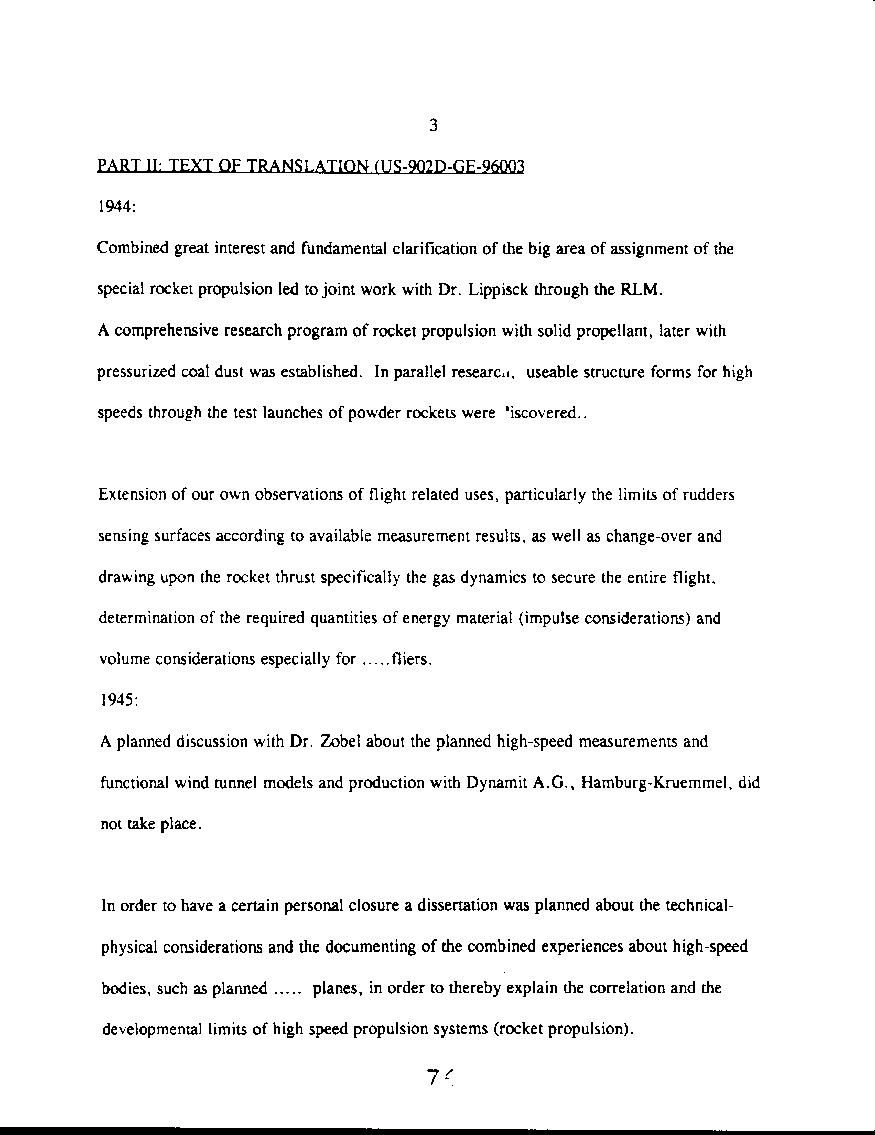 3
PART II: TEXT OF TRANSLATION (US-902D-GE-96003
1944:
Combined great interest and fundamental clarification of the big area of assignment of the
special rocket propulsion led to joint work with Dr. Lippisck through the RLM.
A comprehensive research program of rocket propulsion with solid propellant, later with
pressurized coal dust was established. In parallel useable structure forms for high
speeds through the test launches of powder rockets were 'iscovered..
Extension of our own observations of flight related uses, particularly the limits of rudders
sensing surfaces according to available measurement results, as well as change-over and
drawing upon the rocket thrust specifically the gas dynamics to secure the entire flight,
determination of the required quantities of energy material (impulse considerations) and
volume considerations especially for .....fliers.
1945:
A planned discussion with Dr. Zobel about the planned high-speed measurements and
functional wind tunnel models and production with Dynamit A.G., Hamburg-Kruemmel, did
not take place.
In order to have a certain personal closure a dissertation was planned about the technical-
physical considerations and the documenting of the combined experiences about high-speed
bodies, such as planned ..... planes, in order to thereby explain the correlation and the
developmental limits of high speed propulsion systems (rocket propulsion).